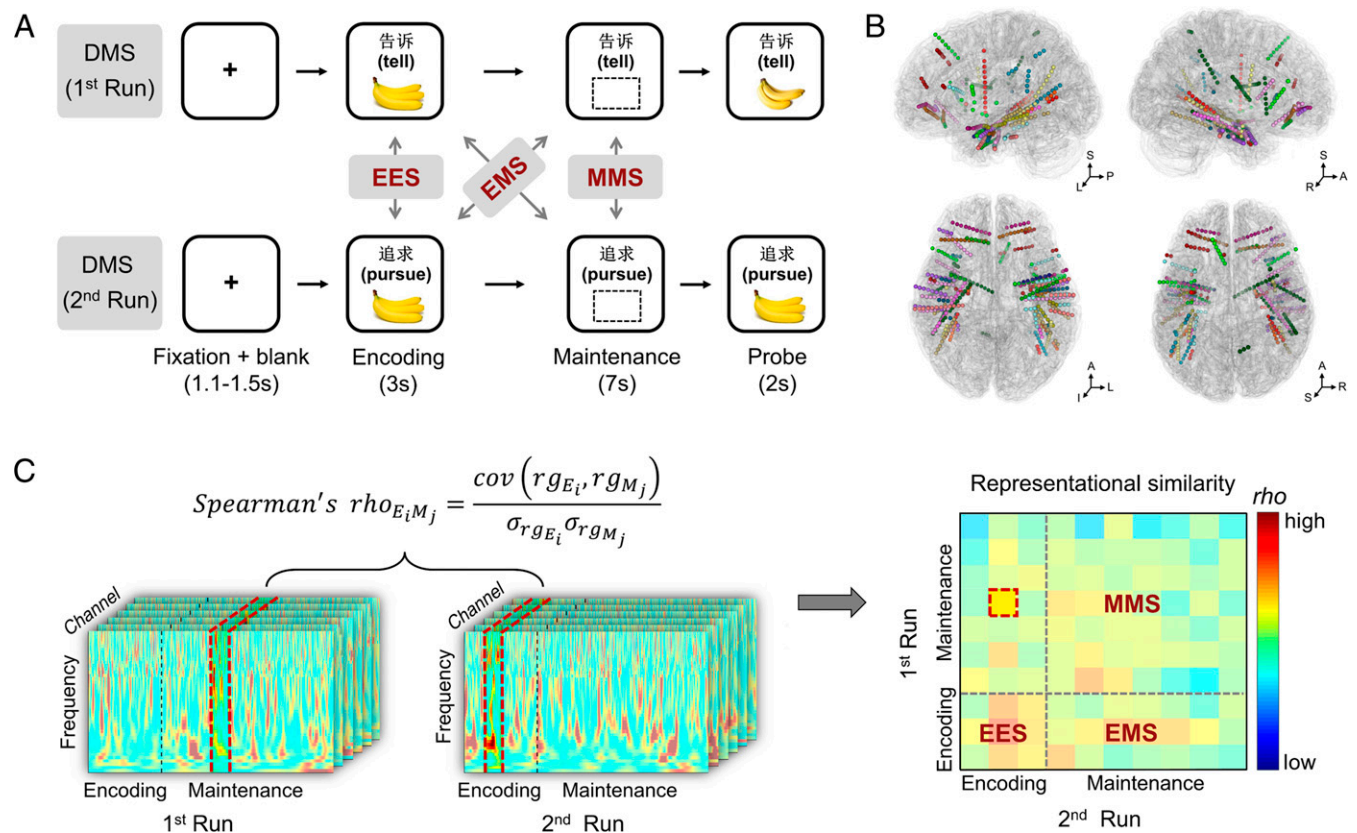 A
DMS
(1st Run)
+
告诉
(tell)
告诉
(tell)
告诉
(tell)
EES
EMS
MMS
DMS
(2nd Run)
+
追求
(pursue)
追求
(pursue)
追求
(pursue)
Fixation + blank
(1.1-1.5s)
Encoding
(3s)
Maintenance
(7s)
Probe
(2s)
B
S
L
P
S
R
A
A
L
I
A
R
S
C
Spearman's rho_{E_iM_j} = \frac{cov(rg_{E_i}, rg_{M_j})}{σ_{rg_{E_i}} σ_{rg_{M_j}}}
Channel
Frequency
Encoding Maintenance
1st Run
Channel
Frequency
Encoding Maintenance
2nd Run
Representational similarity
rho
high
low
1st Run
Maintenance
Encoding
MMS
EES
EMS
Encoding Maintenance
2nd Run